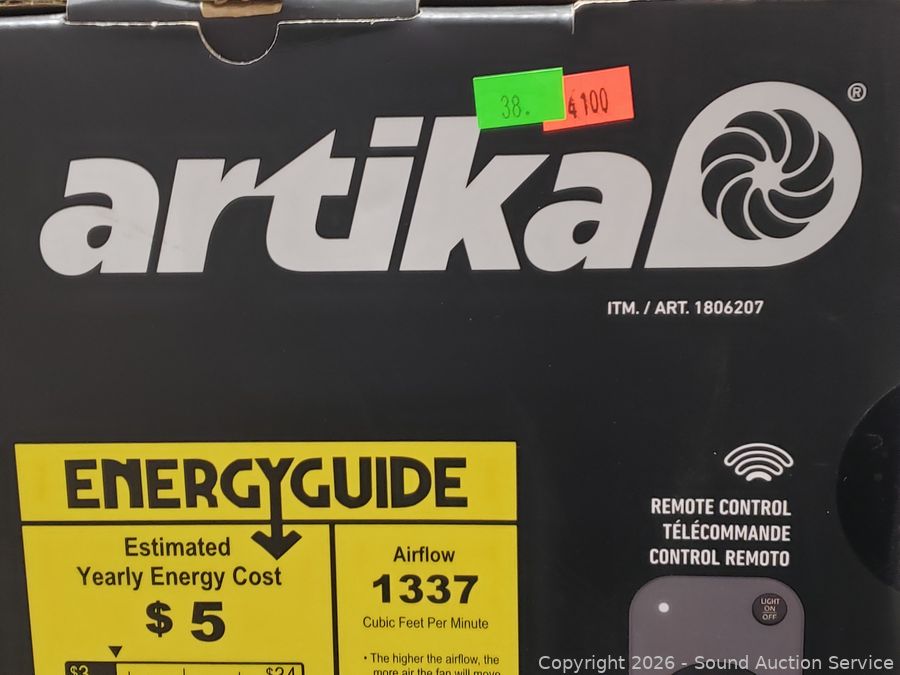 38.
4100
artika®
ITM. / ART. 1806207
ENERGYGUIDE
Estimated
Yearly Energy Cost
$ 5
$3
$24
Airflow
1337
Cubic Feet Per Minute
• The higher the airflow, the
more air the fan will move
REMOTE CONTROL
TÉLÉCOMMANDE
CONTROL REMOTO
LIGHT
ON
OFF
Copyright 2026 - Sound Auction Service